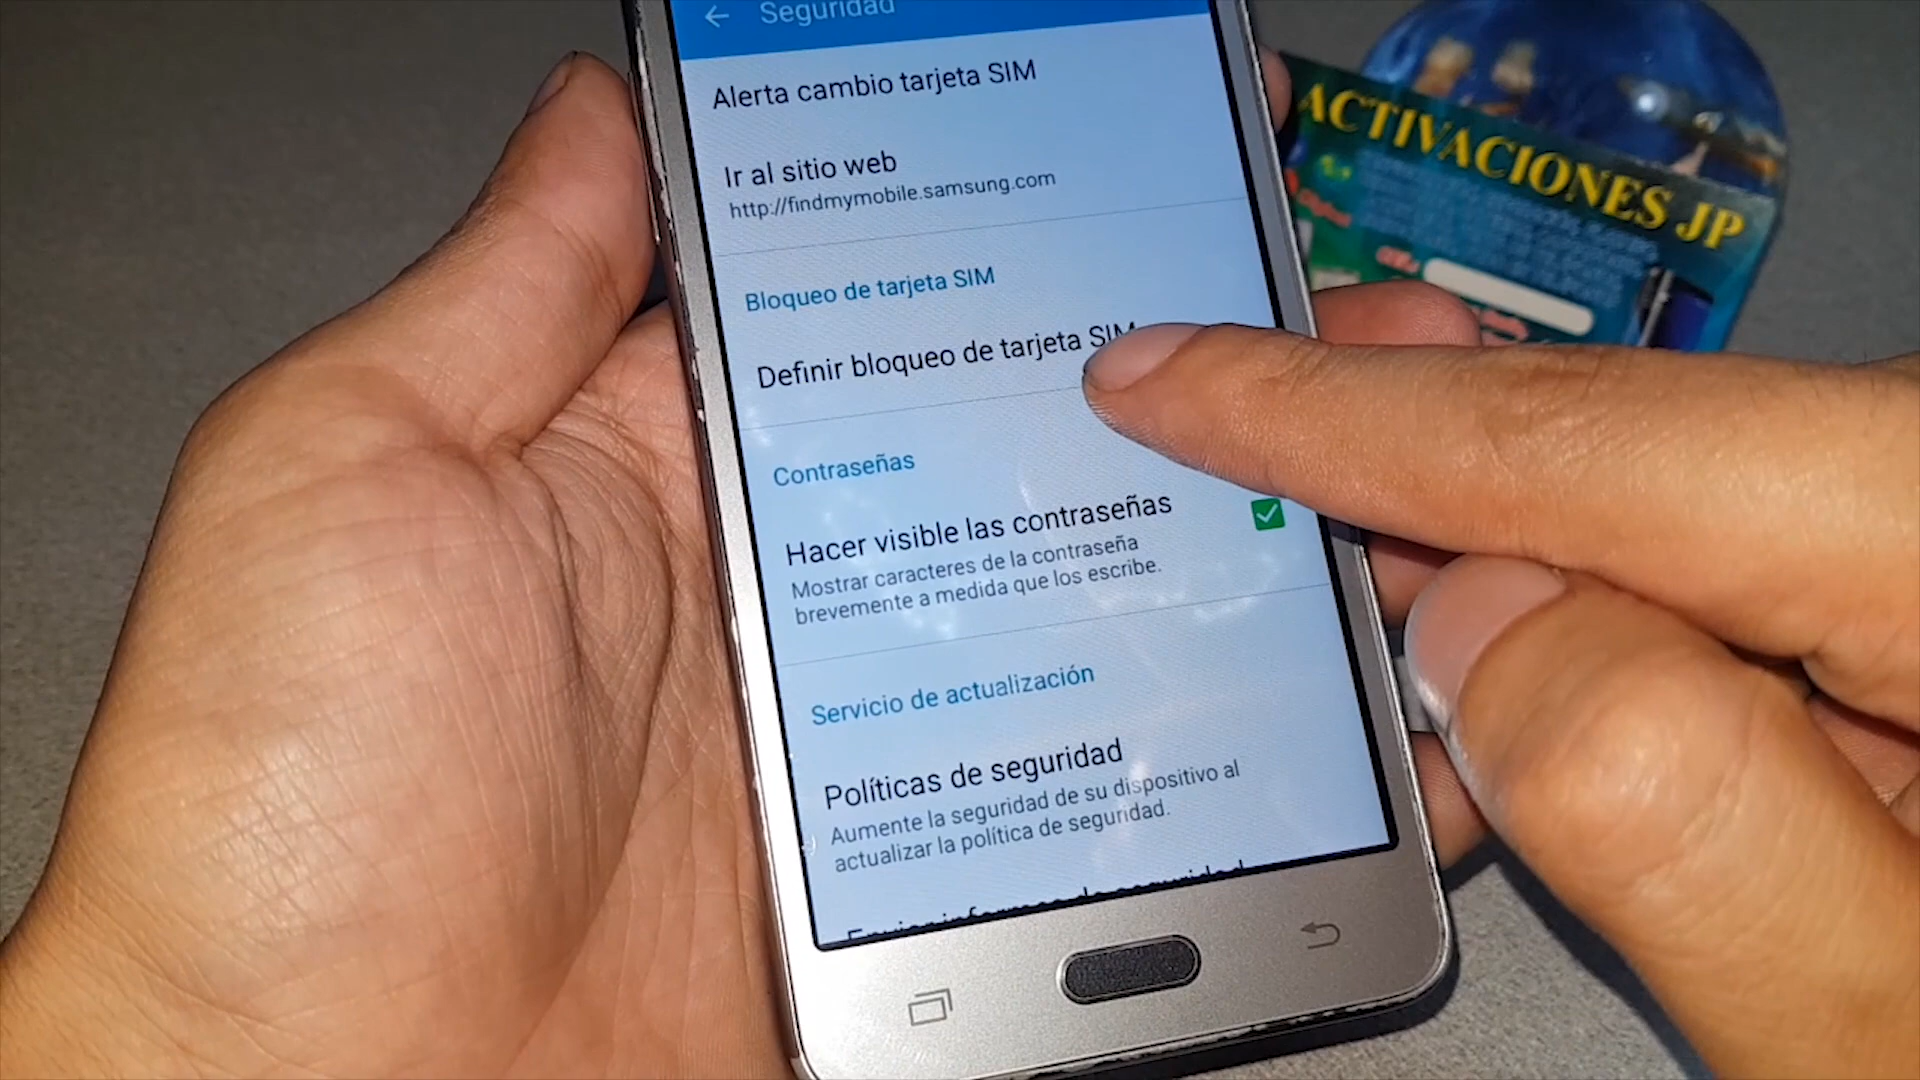 Seguridad
Alerta cambio tarjeta SIM
Ir al sitio web
http://findmymobile.samsung.com
Bloqueo de tarjeta SIM
Definir bloqueo de tarjeta SIM
Contraseñas
Hacer visible las contraseñas
Mostrar caracteres de la contraseña
brevemente a medida que los escribe.
Servicio de actualización
Políticas de seguridad
Aumente la seguridad de su dispositivo al
actualizar la política de seguridad.
ACTIVACIONES JP